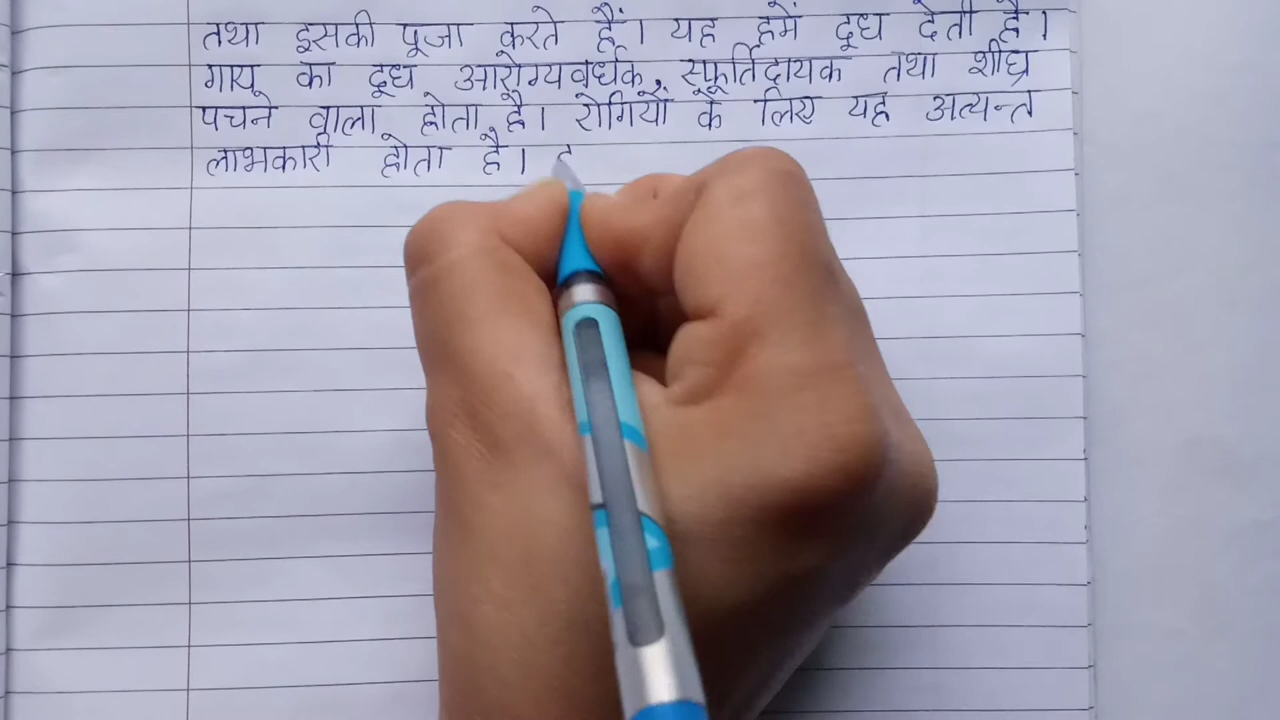 तथा इसकी पूजा करते हैं। यह हमें दूध देती है।
गाय का दूध आरोग्यवर्धक, स्फूर्तिदायक तथा शीघ्र
पचने वाला होता है। रोगियों के लिए यह अत्यन्त
लाभकारी होता है।